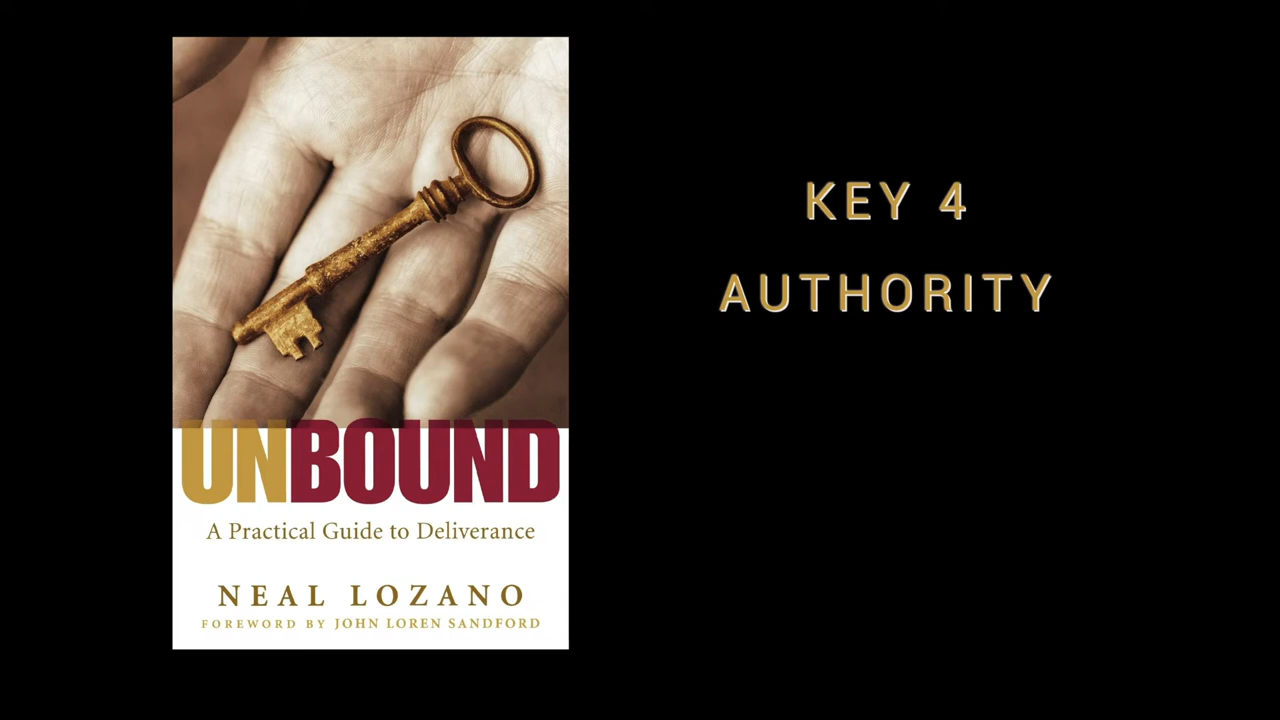 UNBOUND
A Practical Guide to Deliverance
NEAL LOZANO
FOREWORD BY JOHN LOREN SANDFORD
KEY 4
AUTHORITY